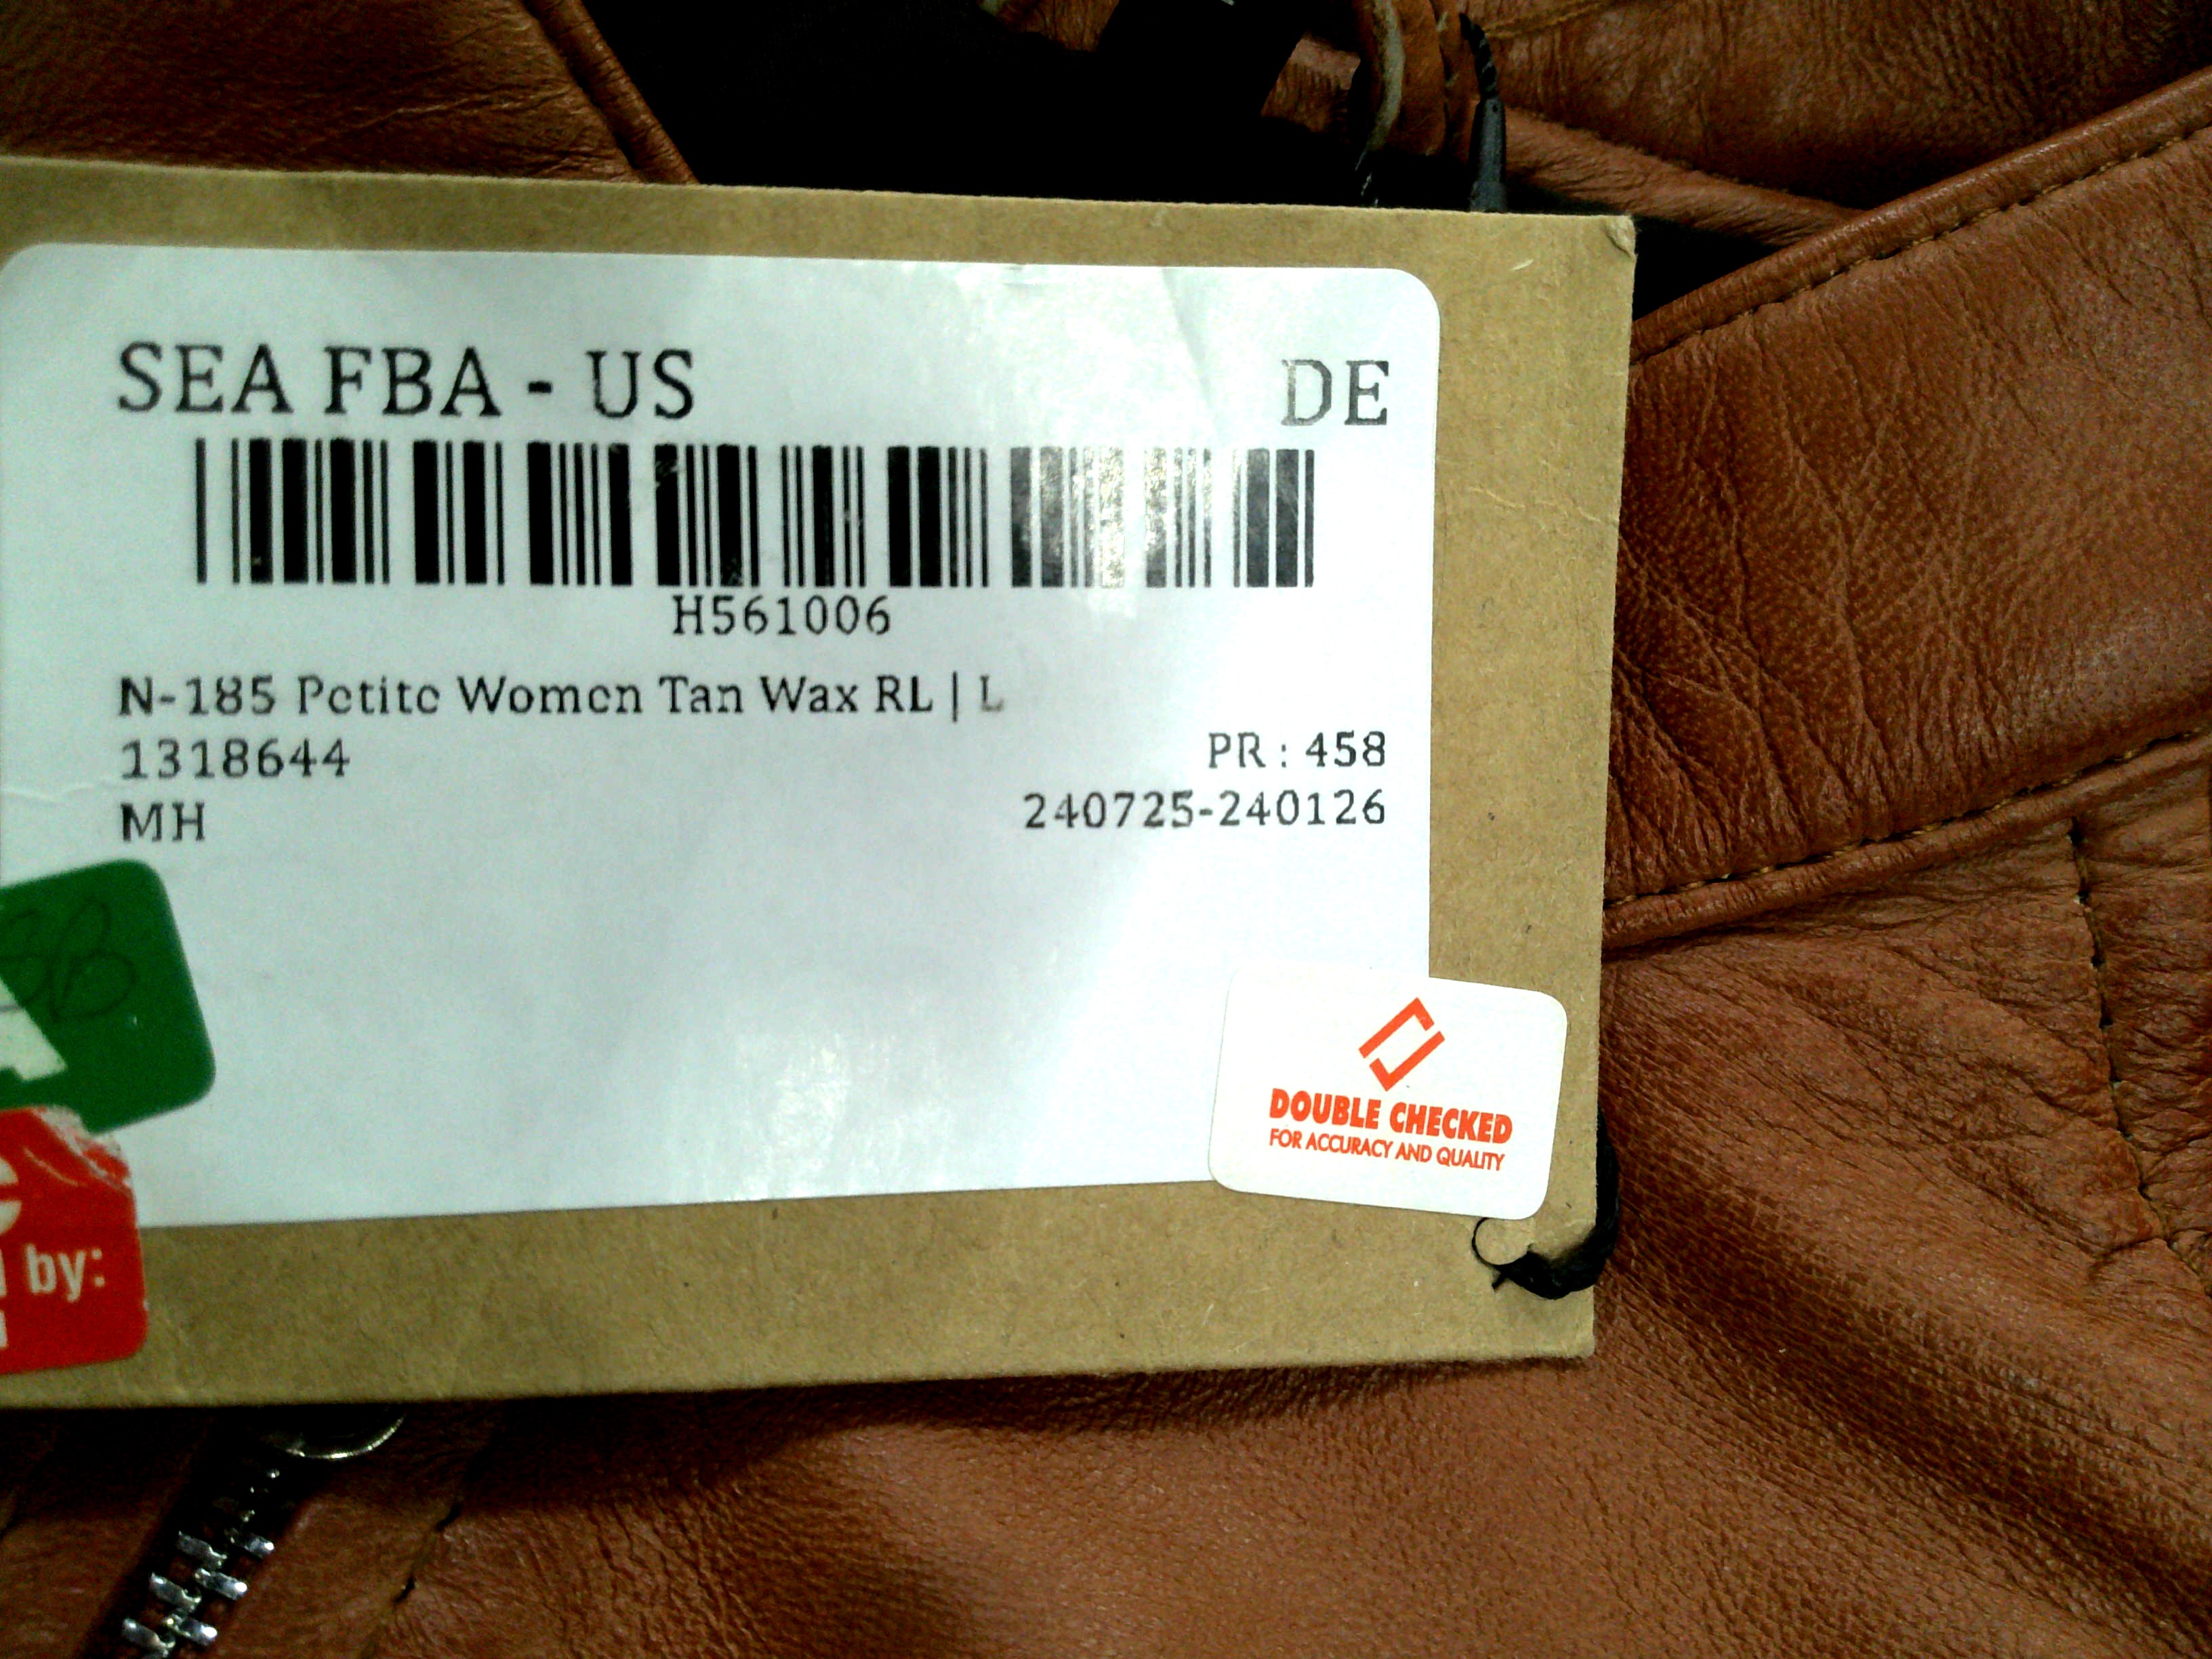 SEA FBA - US DE
H561006
N-185 Petite Women Tan Wax RL | L
1318644 PR : 458
MH 240725-240126
DOUBLE CHECKED
FOR ACCURACY AND QUALITY
by: